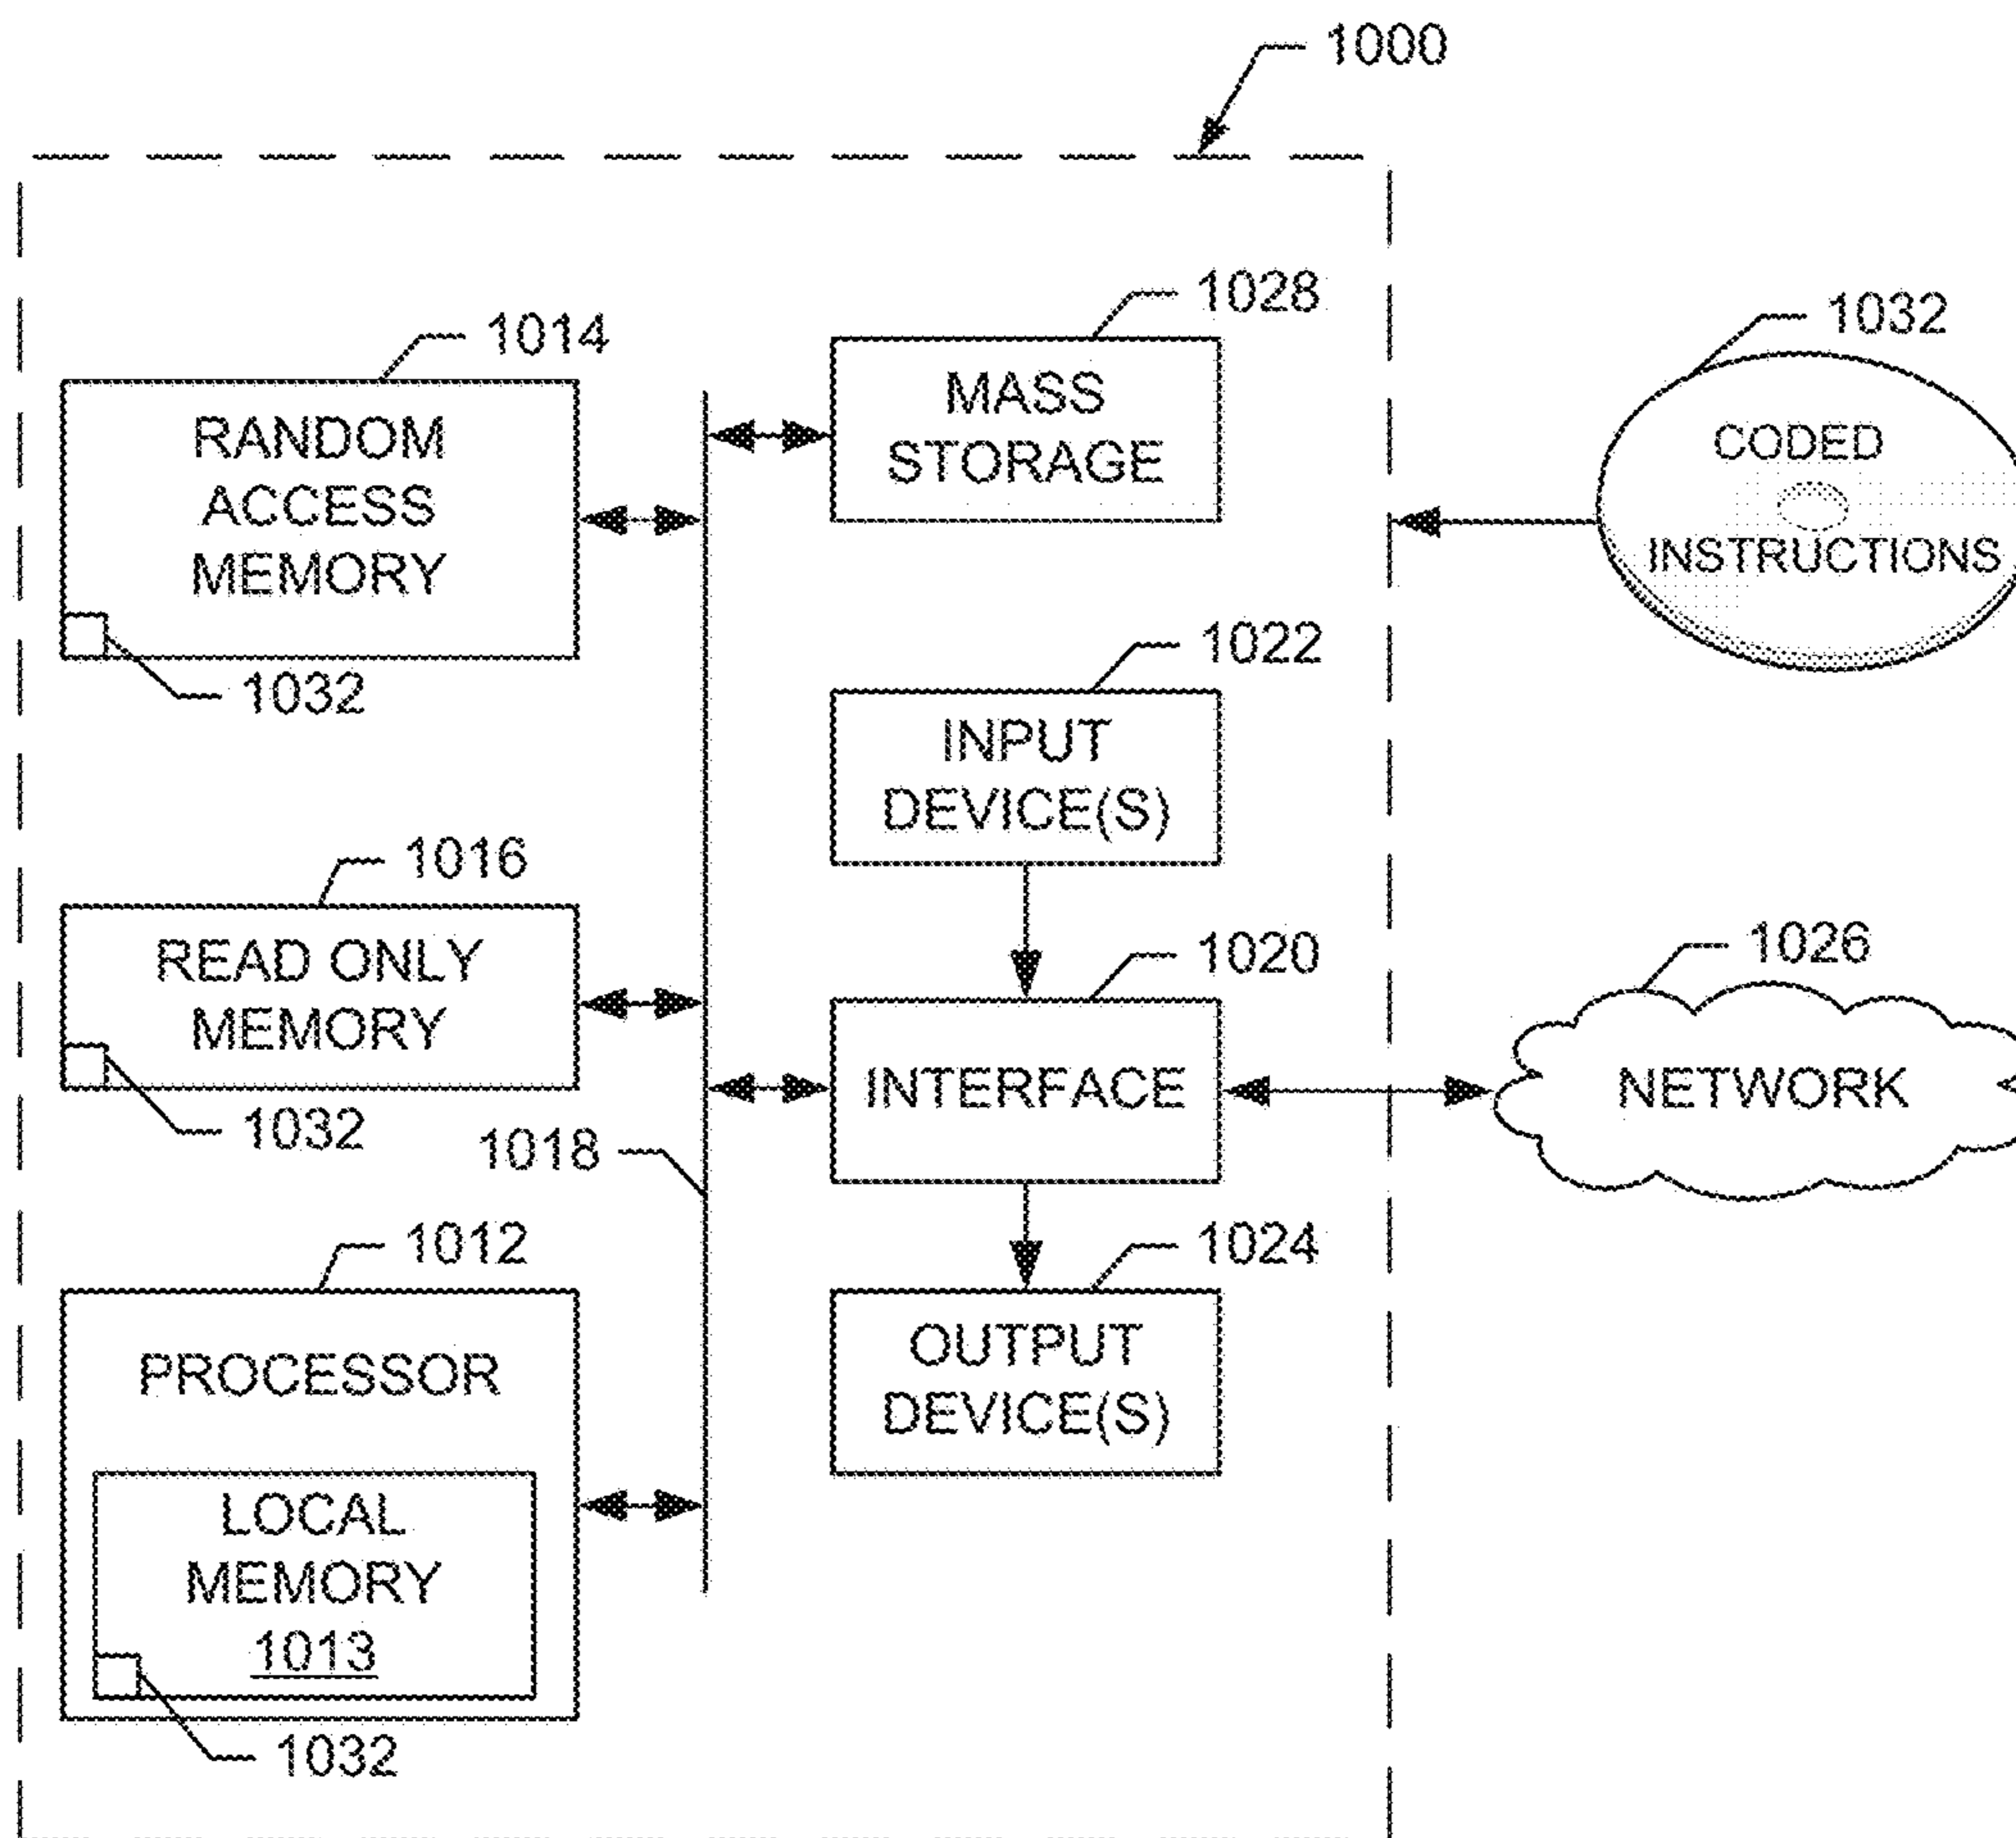 1000
1014
RANDOM
ACCESS
MEMORY
1032
1028
MASS
STORAGE
1032
CODED
INSTRUCTIONS
1022
INPUT
DEVICE(S)
1016
READ ONLY
MEMORY
1032
1020
INTERFACE
1026
NETWORK
1018
1012
PROCESSOR
LOCAL
MEMORY
1013
1032
1024
OUTPUT
DEVICE(S)